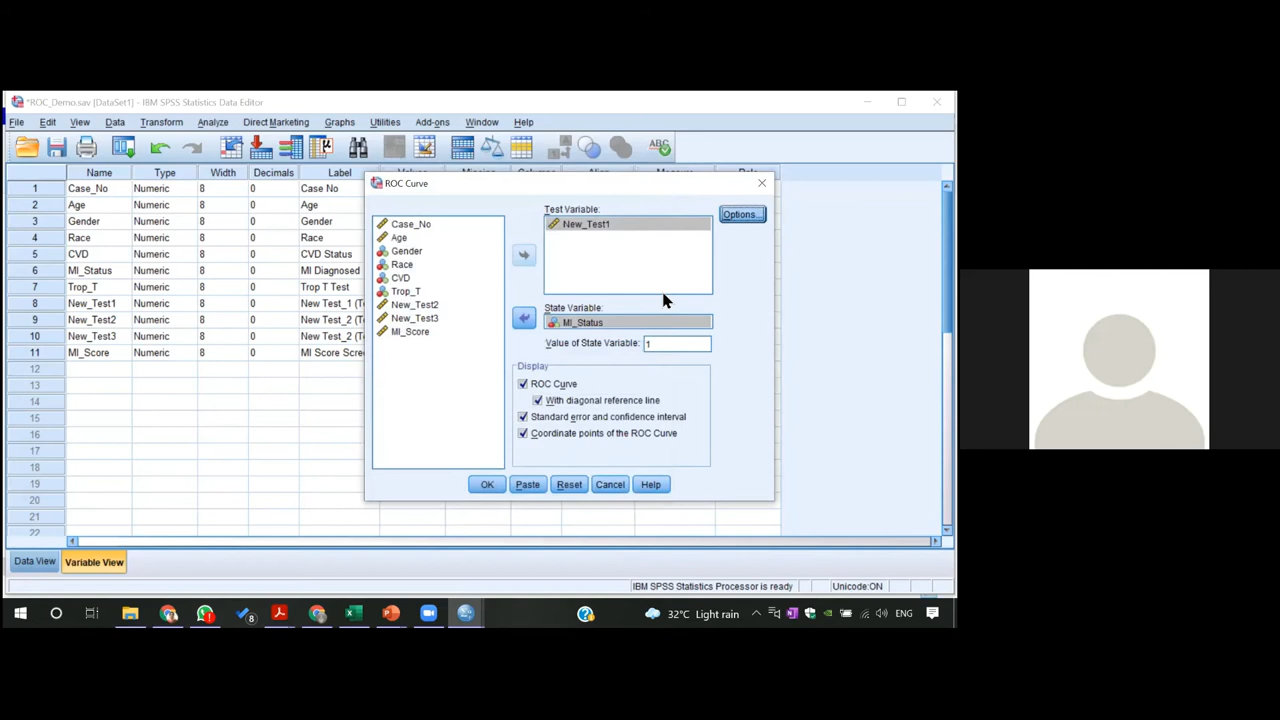 *ROC_Demo.sav [DataSet1] - IBM SPSS Statistics Data Editor
File Edit View Data Transform Analyze Direct Marketing Graphs Utilities Add-ons Window Help
Name Type Width Decimals Label
1 Case_No Numeric 8 0 Case No
2 Age Numeric 8 0 Age
3 Gender Numeric 8 0 Gender
4 Race Numeric 8 0 Race
5 CVD Numeric 8 0 CVD Status
6 MI_Status Numeric 8 0 MI Diagnosed
7 Trop_T Numeric 8 0 Trop T Test
8 New_Test1 Numeric 8 0 New Test_1 (T
9 New_Test2 Numeric 8 0 New Test_2 (T
10 New_Test3 Numeric 8 0 New Test_2 (T
11 MI_Score Numeric 8 0 MI Score Scre
12
13
14
15
16
17
18
19
20
21
22
ROC Curve
Case_No
Age
Gender
Race
CVD
Trop_T
New_Test2
New_Test3
MI_Score
Test Variable:
New_Test1
Options...
State Variable:
MI_Status
Value of State Variable: 1
Display
ROC Curve
With diagonal reference line
Standard error and confidence interval
Coordinate points of the ROC Curve
OK Paste Reset Cancel Help
Data View Variable View
IBM SPSS Statistics Processor is ready Unicode:ON
8 32°C Light rain ENG